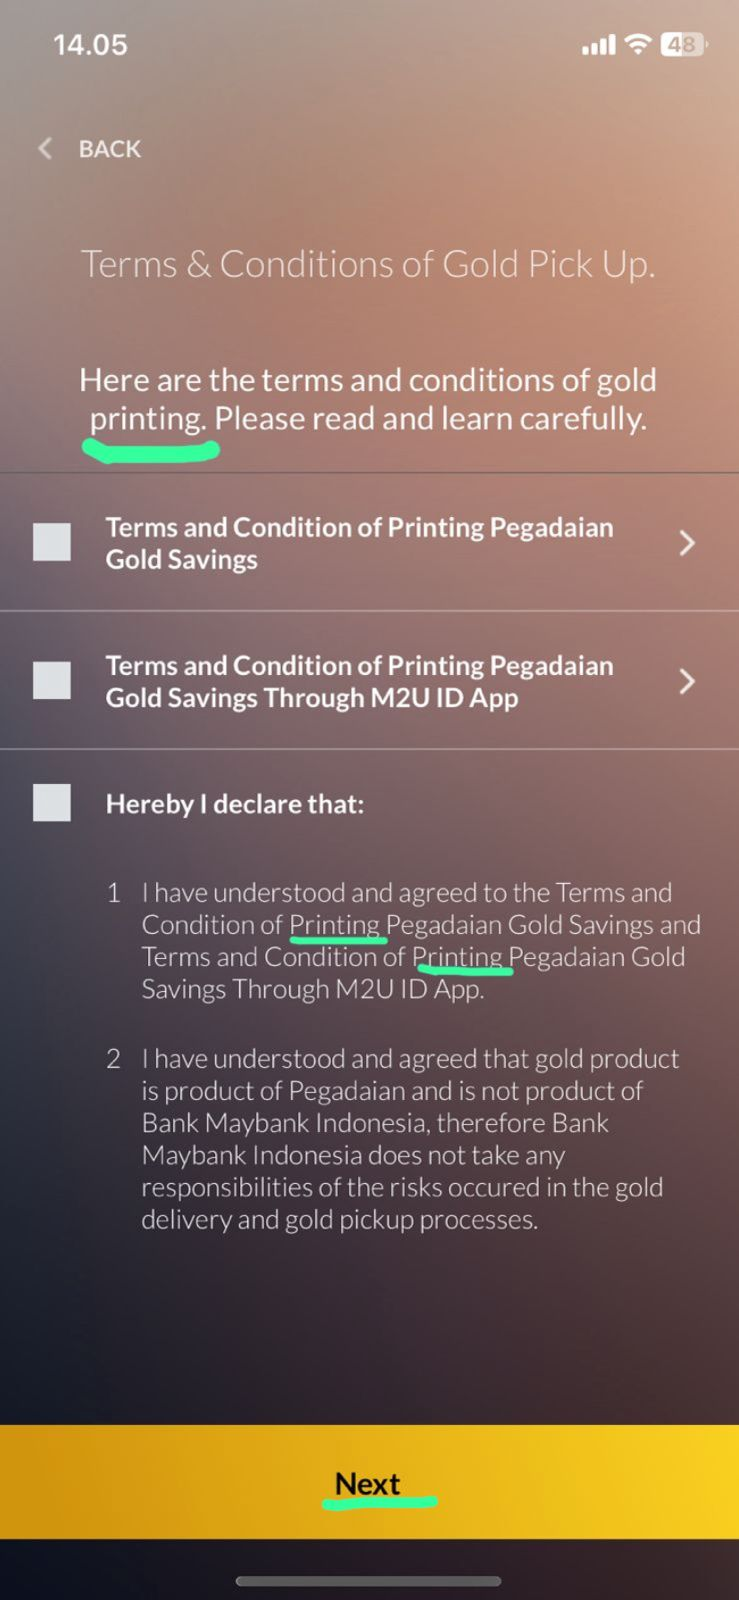 14.05
48
BACK
Terms & Conditions of Gold Pick Up.
Here are the terms and conditions of gold
printing. Please read and learn carefully.
Terms and Condition of Printing Pegadaian
Gold Savings
Terms and Condition of Printing Pegadaian
Gold Savings Through M2U ID App
Hereby I declare that:
1 I have understood and agreed to the Terms and
Condition of Printing Pegadaian Gold Savings and
Terms and Condition of Printing Pegadaian Gold
Savings Through M2U ID App.
2 I have understood and agreed that gold product
is product of Pegadaian and is not product of
Bank Maybank Indonesia, therefore Bank
Maybank Indonesia does not take any
responsibilities of the risks occured in the gold
delivery and gold pickup processes.
Next